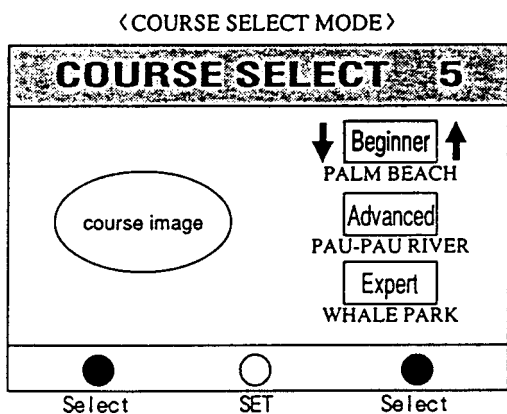 〈COURSE SELECT MODE〉
COURSE SELECT 5
Beginner
PALM BEACH
course image
Advanced
PAU-PAU RIVER
Expert
WHALE PARK
Select SET Select